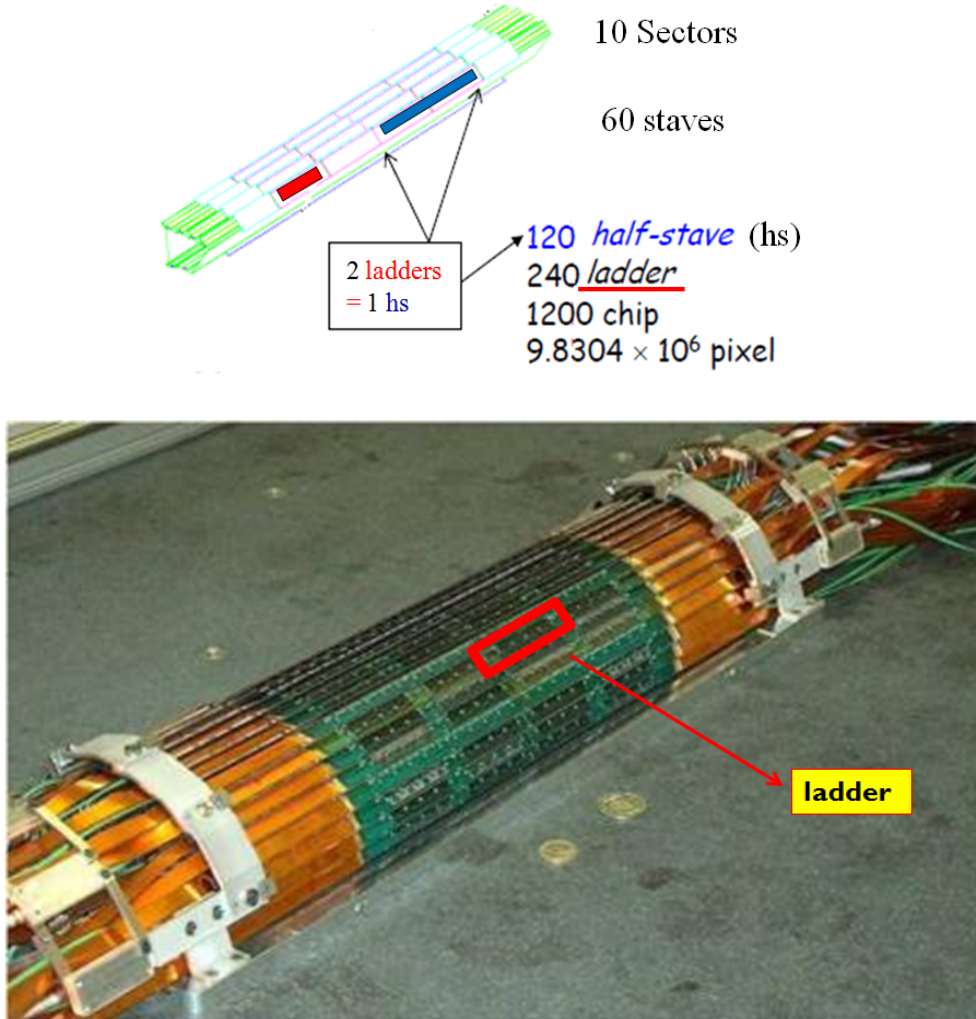 10 Sectors
60 staves
2 ladders
= 1 hs
120 half-stave (hs)
240 ladder
1200 chip
9.8304 × 10⁶ pixel
ladder